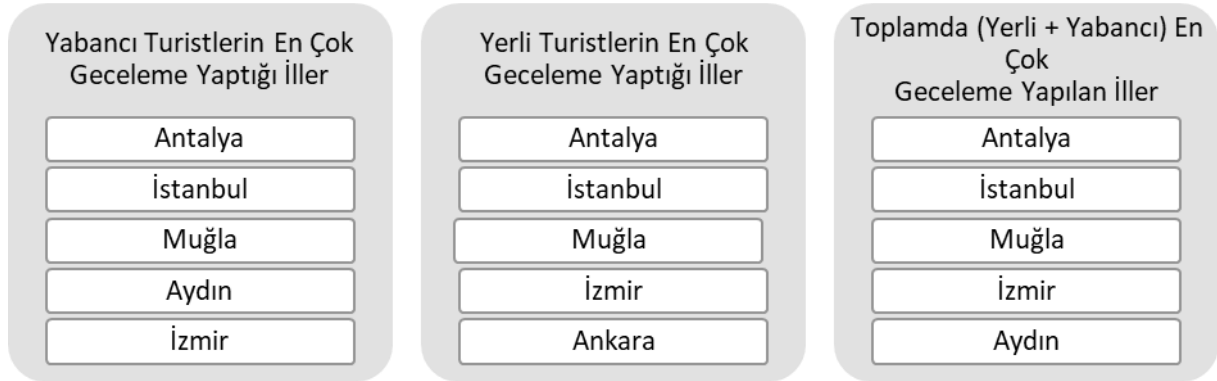 Yabancı Turistlerin En Çok
Geceleme Yaptığı İller
Antalya
İstanbul
Muğla
Aydın
İzmir
Yerli Turistlerin En Çok
Geceleme Yaptığı İller
Antalya
İstanbul
Muğla
İzmir
Ankara
Toplamda (Yerli + Yabancı) En
Çok
Geceleme Yapılan İller
Antalya
İstanbul
Muğla
İzmir
Aydın